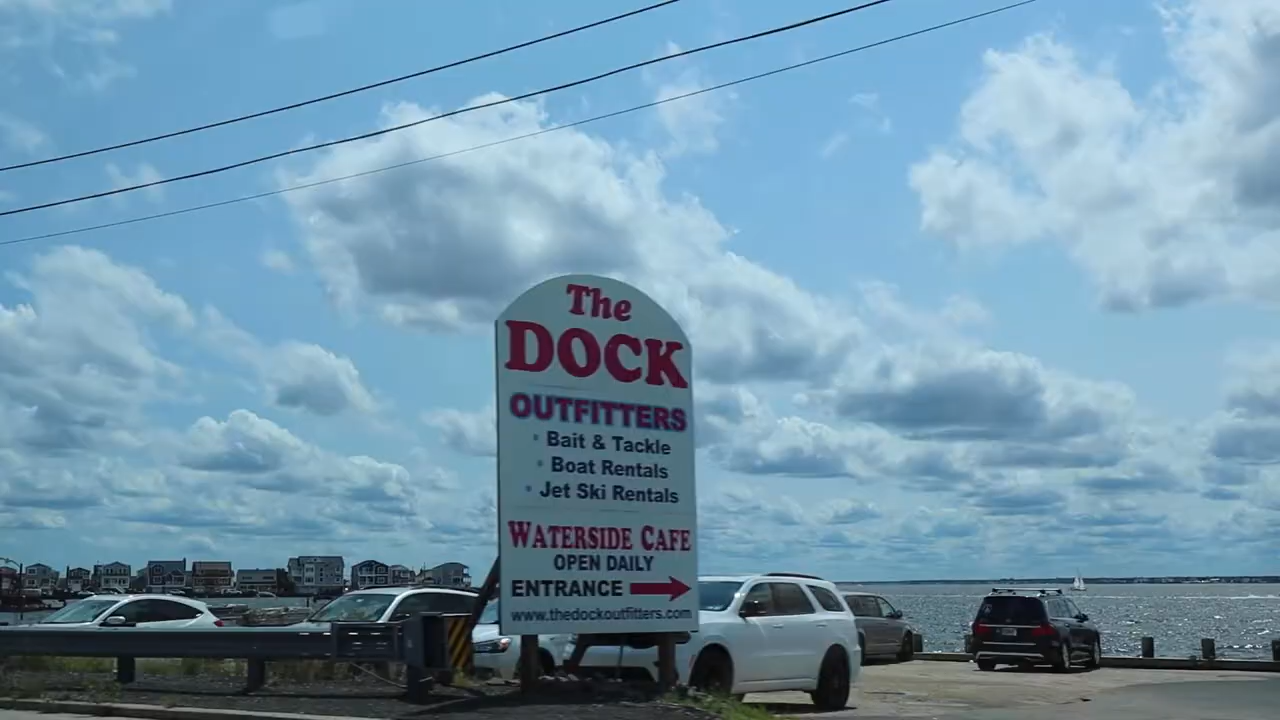 The
DOCK
OUTFITTERS
• Bait & Tackle
• Boat Rentals
• Jet Ski Rentals
WATERSIDE CAFE
OPEN DAILY
ENTRANCE
www.thedockoutfitters.com